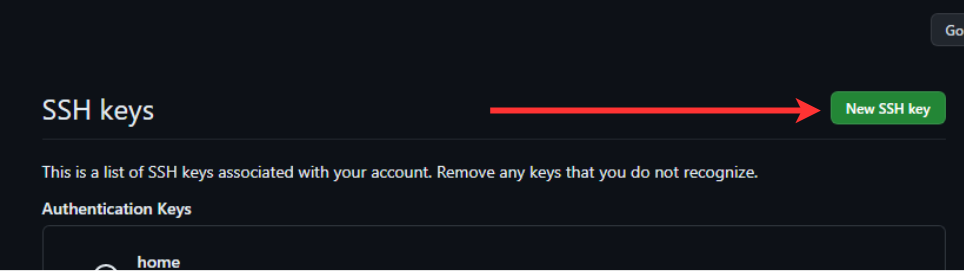 Go
SSH keys
New SSH key
This is a list of SSH keys associated with your account. Remove any keys that you do not recognize.
Authentication Keys
home